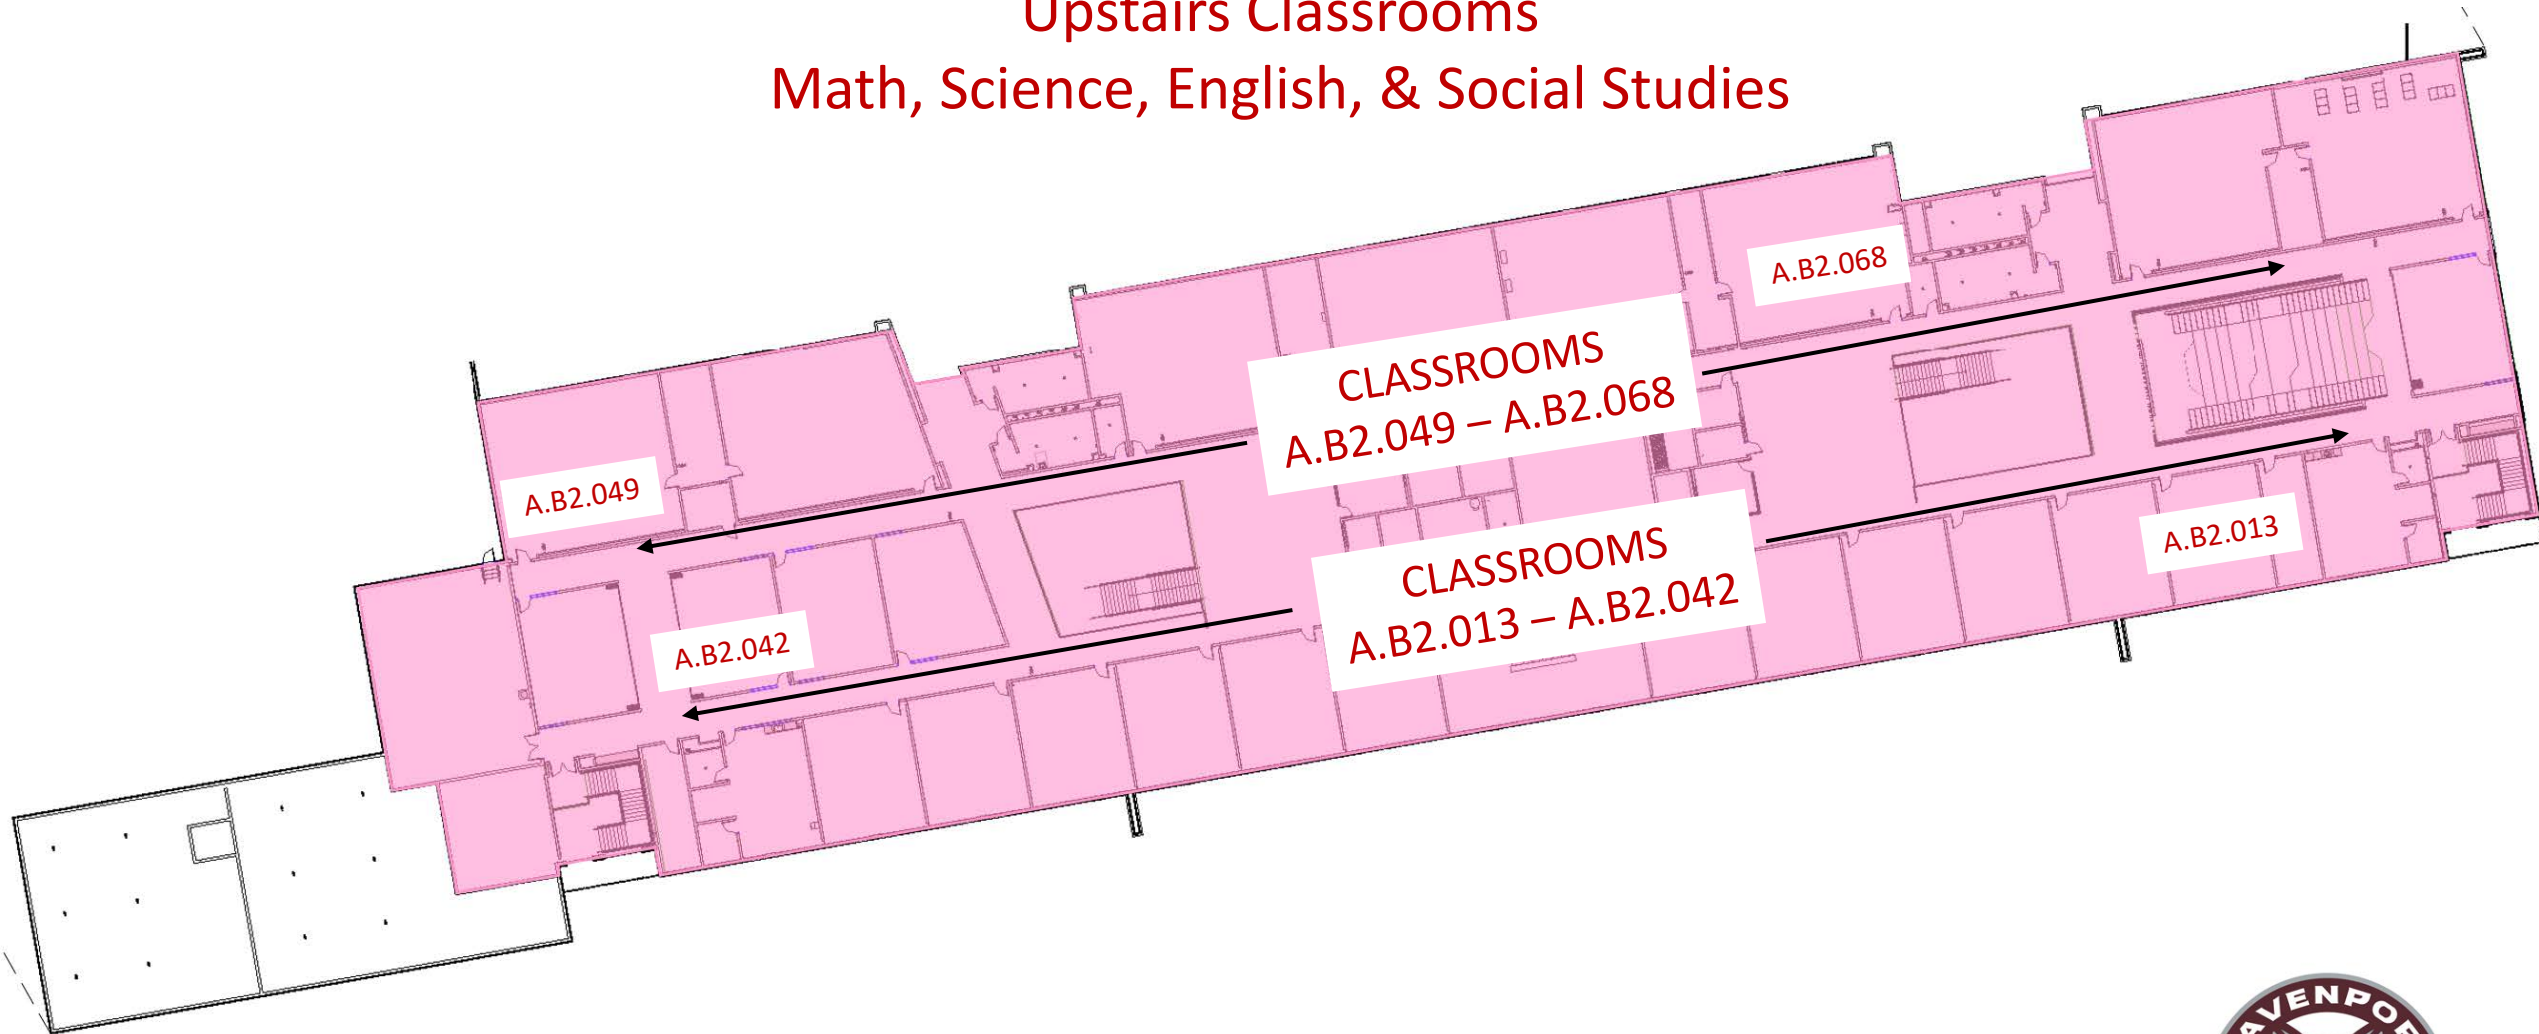 Upstairs Classrooms
Math, Science, English, & Social Studies
A.B2.068
CLASSROOMS
A.B2.049 – A.B2.068
A.B2.049
CLASSROOMS
A.B2.013 – A.B2.042
A.B2.013
A.B2.042